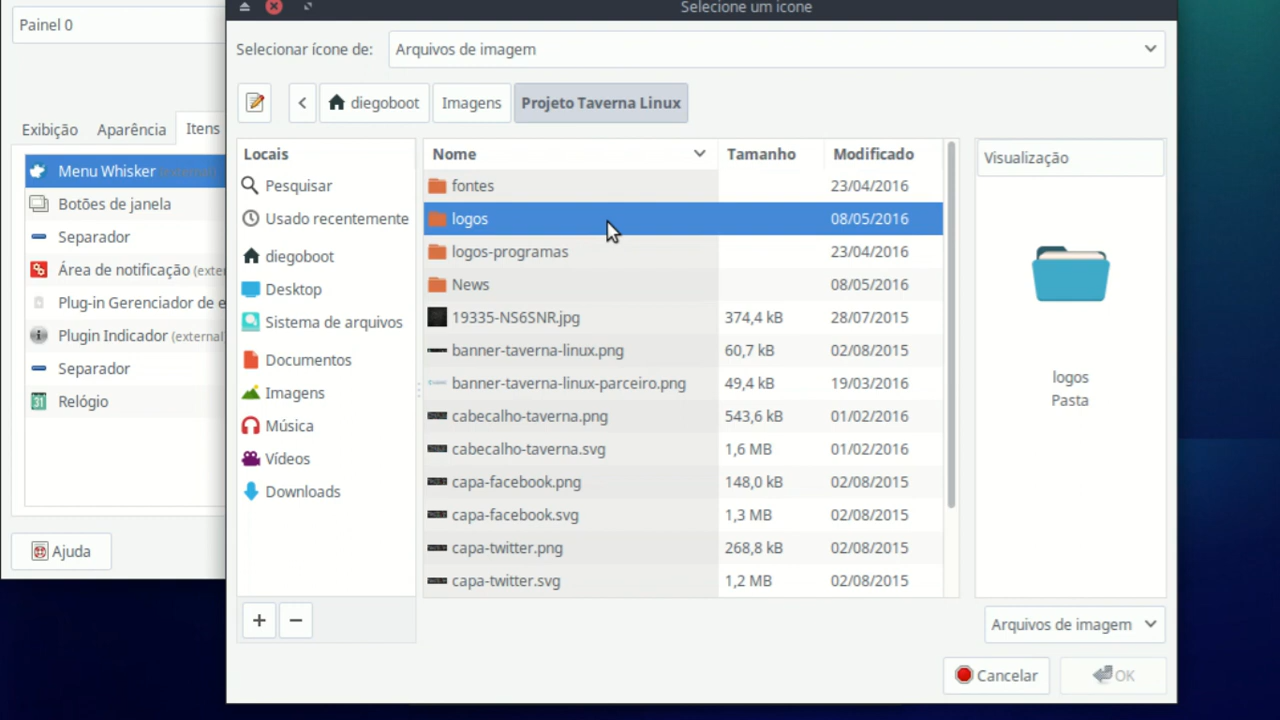 Selecione um ícone
Painel 0
Selecionar ícone de:
Arquivos de imagem
diegoboot
Imagens
Projeto Taverna Linux
Exibição
Aparência
Itens
Menu Whisker (external)
Botões de janela
Separador
Área de notificação (exter
Plug-in Gerenciador de e
Plugin Indicador (external)
Separador
31
Relógio
Ajuda
Locais
Pesquisar
Usado recentemente
diegoboot
Desktop
Sistema de arquivos
Documentos
Imagens
Música
Vídeos
Downloads
+
−
Nome Tamanho Modificado
fontes 23/04/2016
logos 08/05/2016
logos-programas 23/04/2016
News 08/05/2016
19335-NS6SNR.jpg 374,4 kB 28/07/2015
banner-taverna-linux.png 60,7 kB 02/08/2015
banner-taverna-linux-parceiro.png 49,4 kB 19/03/2016
cabecalho-taverna.png 543,6 kB 01/02/2016
cabecalho-taverna.svg 1,6 MB 01/02/2016
capa-facebook.png 148,0 kB 02/08/2015
capa-facebook.svg 1,3 MB 02/08/2015
capa-twitter.png 268,8 kB 02/08/2015
capa-twitter.svg 1,2 MB 02/08/2015
Visualização
logos
Pasta
Arquivos de imagem
Cancelar
OK